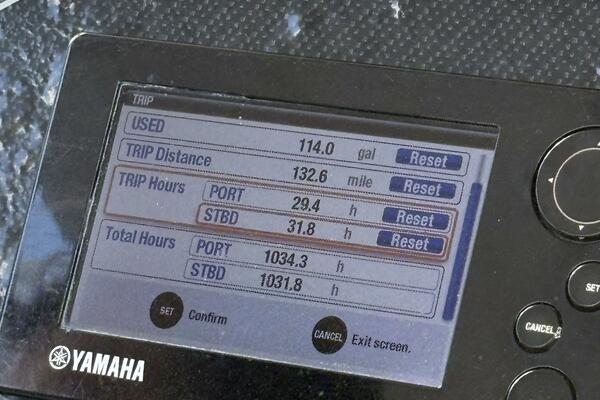 TRIP
USED 114.0 gal Reset
TRIP Distance 132.6 mile Reset
TRIP Hours PORT 29.4 h Reset
STBD 31.8 h Reset
Total Hours PORT 1034.3 h
STBD 1031.8 h
SET Confirm CANCEL Exit screen.
SET
CANCEL
YAMAHA